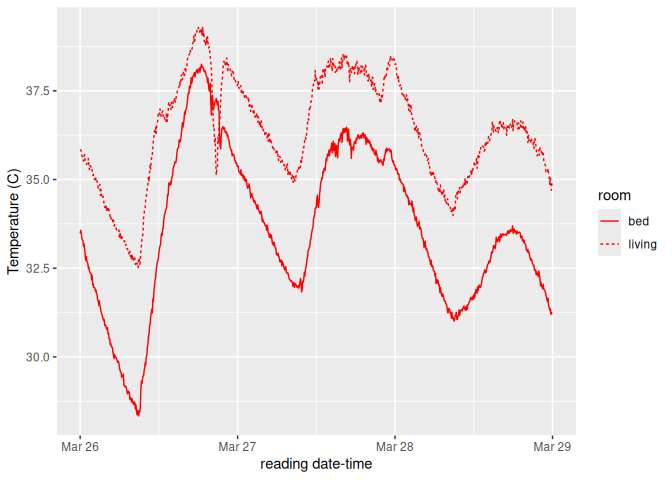 37.5
35.0
32.5
30.0
Temperature (C)
Mar 26
Mar 27
Mar 28
Mar 29
reading date-time
room
bed
living